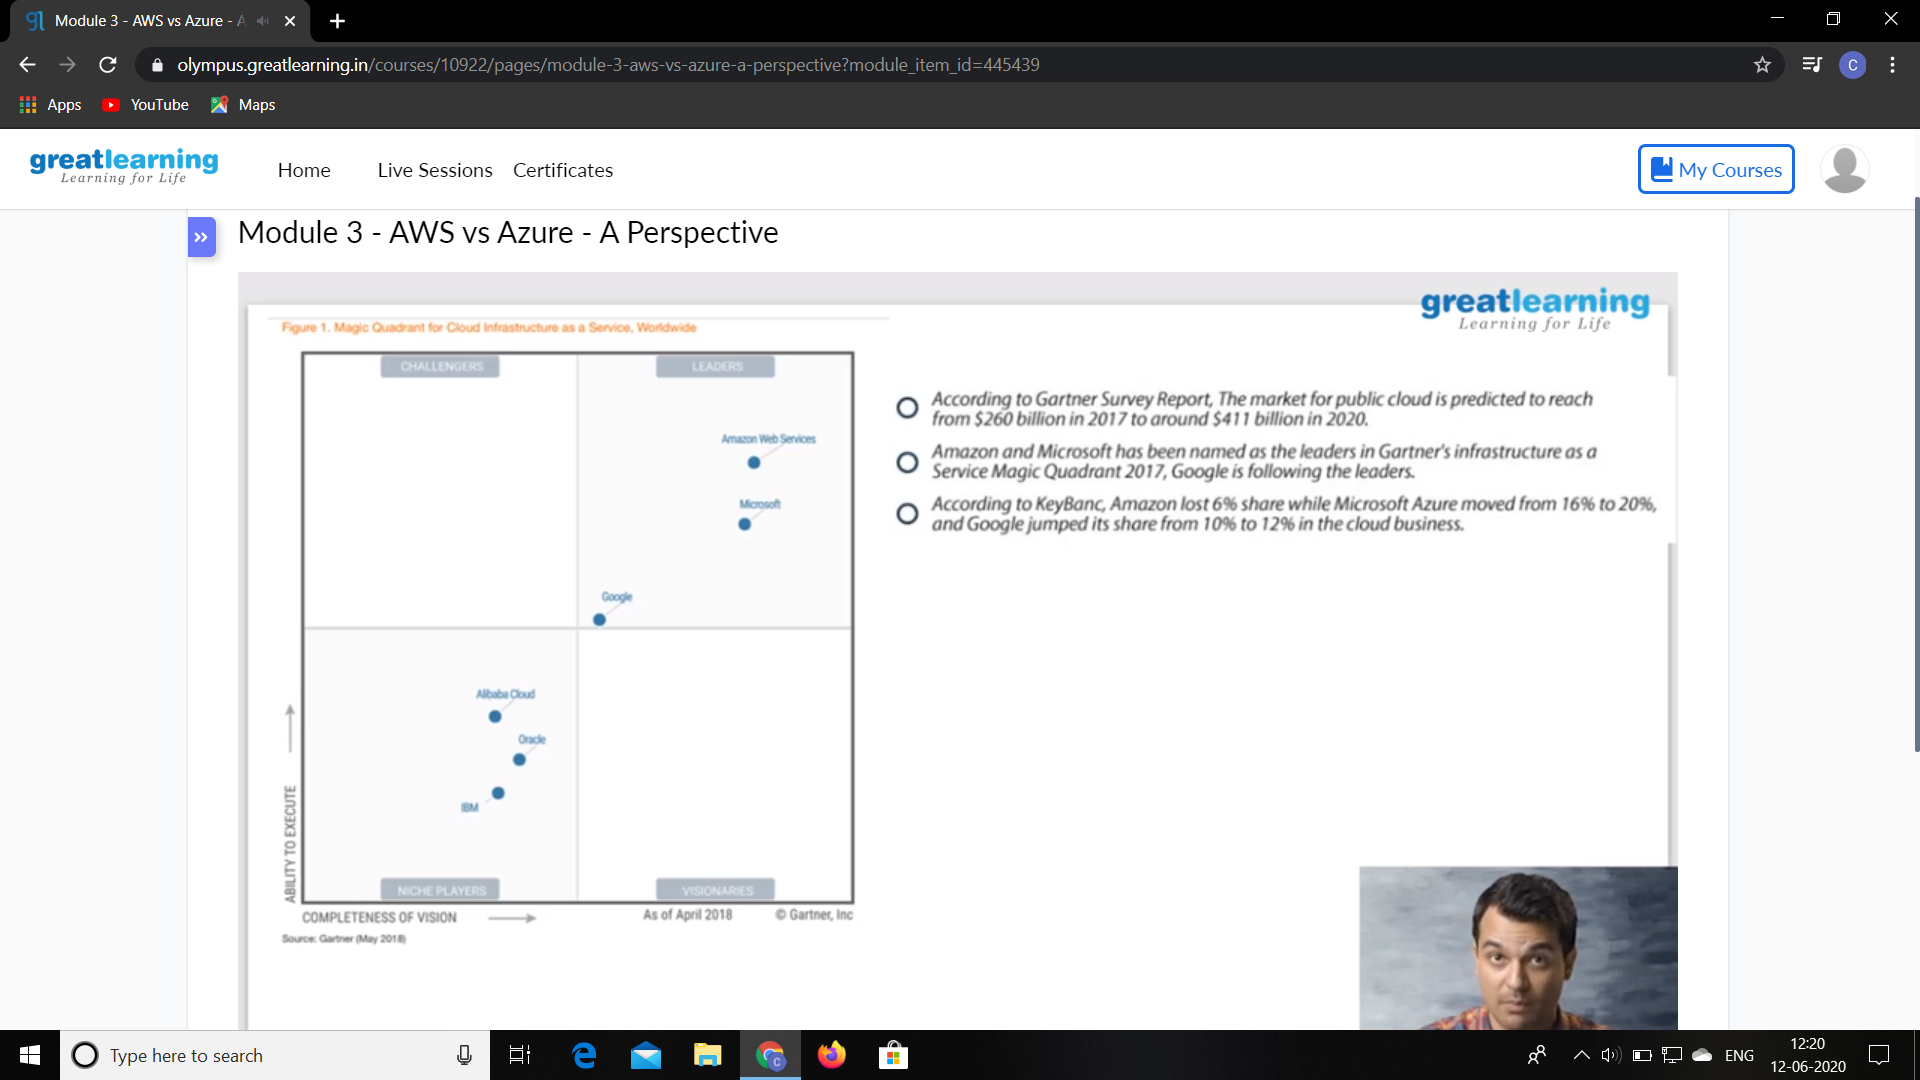 Module 3 - AWS vs Azure - A
olympus.greatlearning.in/courses/10922/pages/module-3-aws-vs-azure-a-perspective?module_item_id=445439
C
Apps
YouTube
Maps
greatlearning
Learning for Life
Home
Live Sessions
Certificates
My Courses
Module 3 - AWS vs Azure - A Perspective
greatlearning
Learning for Life
Figure 1. Magic Quadrant for Cloud Infrastructure as a Service, Worldwide
CHALLENGERS
LEADERS
Amazon Web Services
Microsoft
Google
Alibaba Cloud
Oracle
IBM
NICHE PLAYERS
VISIONARIES
ABILITY TO EXECUTE
COMPLETENESS OF VISION
As of April 2018
© Gartner, Inc
Source: Gartner (May 2018)
According to Gartner Survey Report, The market for public cloud is predicted to reach
from $260 billion in 2017 to around $411 billion in 2020.
Amazon and Microsoft has been named as the leaders in Gartner's infrastructure as a
Service Magic Quadrant 2017, Google is following the leaders.
According to KeyBanc, Amazon lost 6% share while Microsoft Azure moved from 16% to 20%,
and Google jumped its share from 10% to 12% in the cloud business.
Type here to search
C
ENG
12:20
12-06-2020